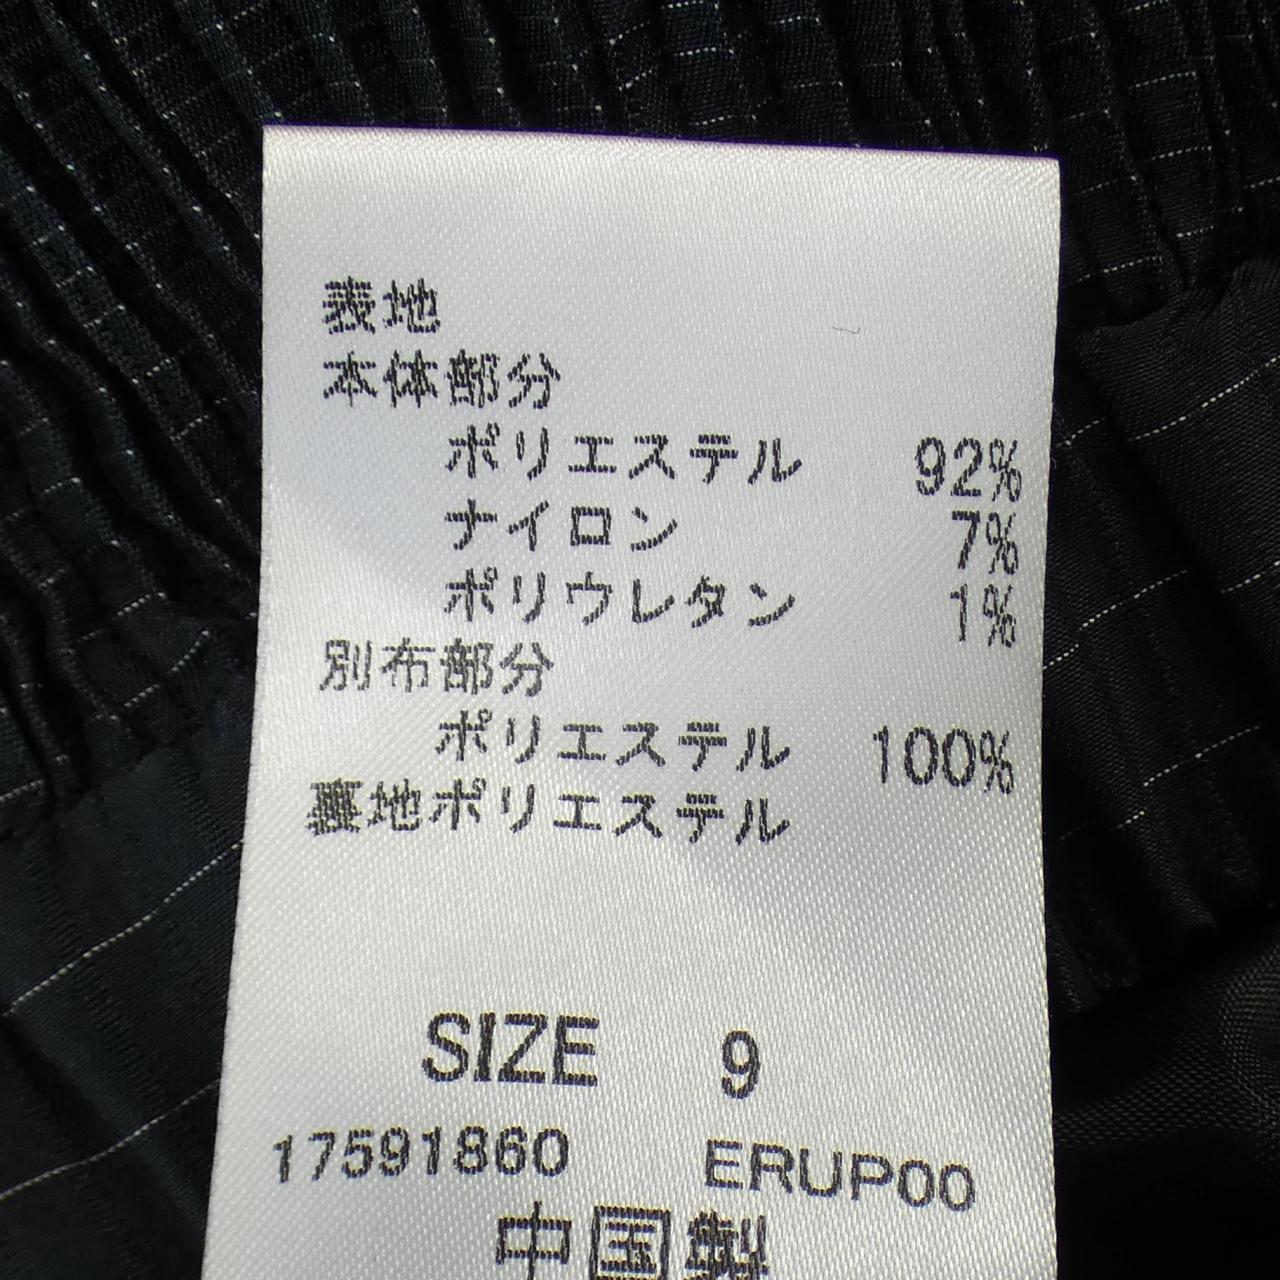 表地
本体部分
ポリエステル 92%
ナイロン 7%
ポリウレタン 1%
別布部分
ポリエステル 100%
裏地ポリエステル
SIZE 9
17591860 ERUP00
中国製